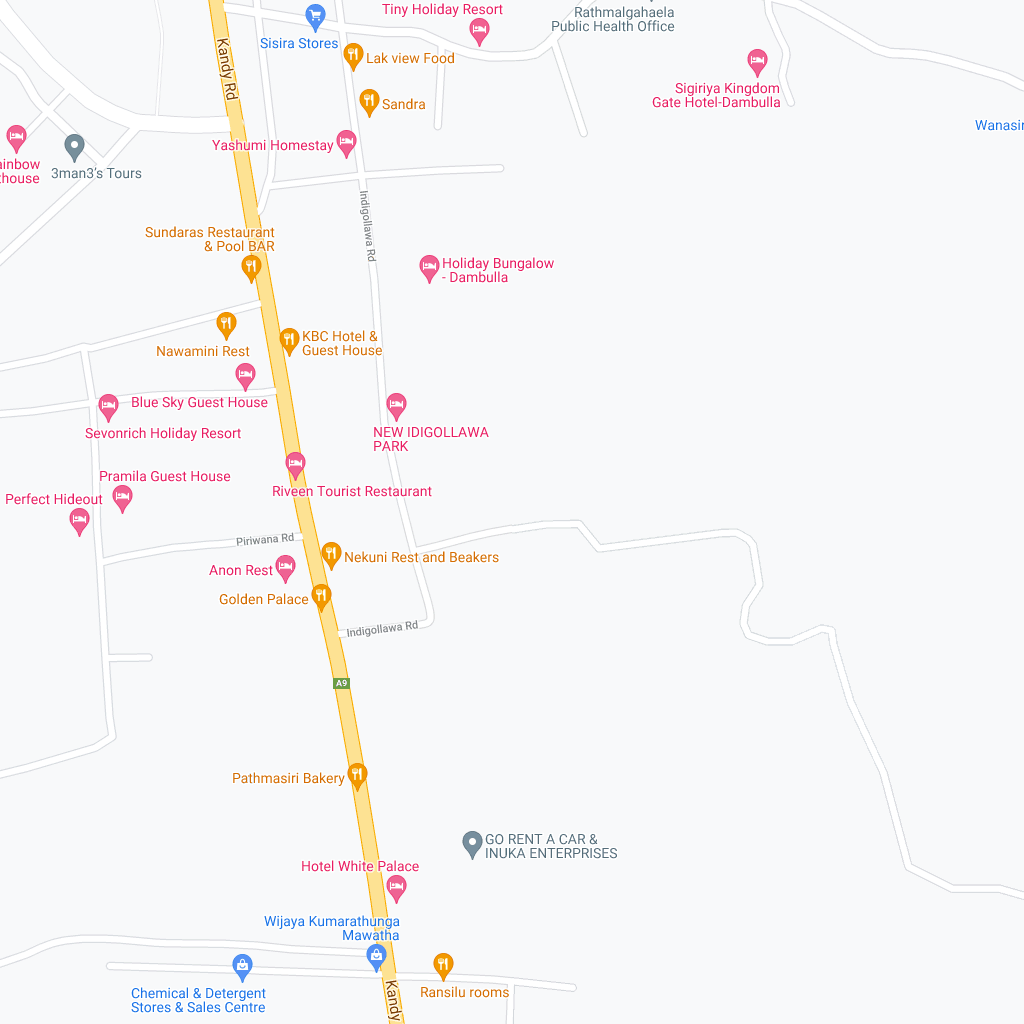 Tiny Holiday Resort
Rathmalgahaela
Public Health Office
Sisira Stores
Kandy Rd
Lak view Food
Sigiriya Kingdom
Gate Hotel-Dambulla
Sandra
Wanasin
Yashumi Homestay
ainbow
thouse
3man3's Tours
Indigollawa Rd
Sundaras Restaurant
& Pool BAR
Holiday Bungalow
- Dambulla
KBC Hotel &
Guest House
Nawamini Rest
Blue Sky Guest House
Sevonrich Holiday Resort
NEW IDIGOLLAWA
PARK
Pramila Guest House
Riveen Tourist Restaurant
Perfect Hideout
Piriwana Rd
Nekuni Rest and Beakers
Anon Rest
Golden Palace
Indigollawa Rd
A9
Pathmasiri Bakery
GO RENT A CAR &
INUKA ENTERPRISES
Hotel White Palace
Wijaya Kumarathunga
Mawatha
Chemical & Detergent
Stores & Sales Centre
Ransilu rooms
Kandy